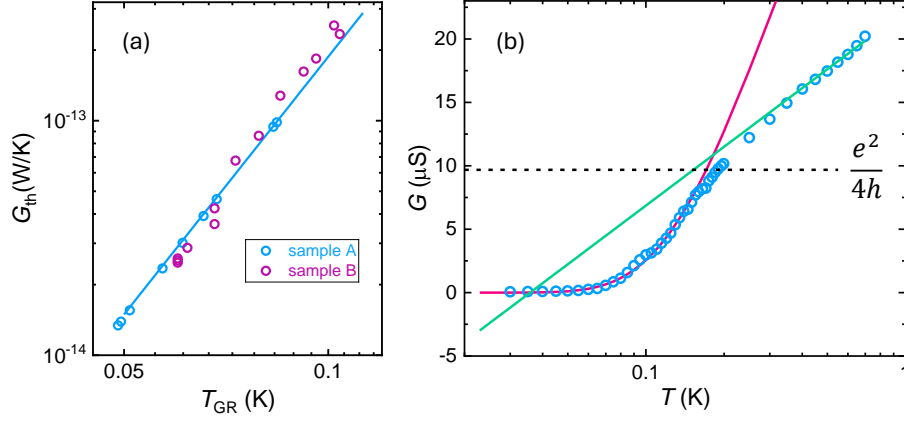 (a)
10⁻¹³
10⁻¹⁴
G_th(W/K)
sample A
sample B
0.05
0.1
T_GR (K)
(b)
20
15
10
5
0
-5
G (μS)
e²
4h
0.1
1
T (K)